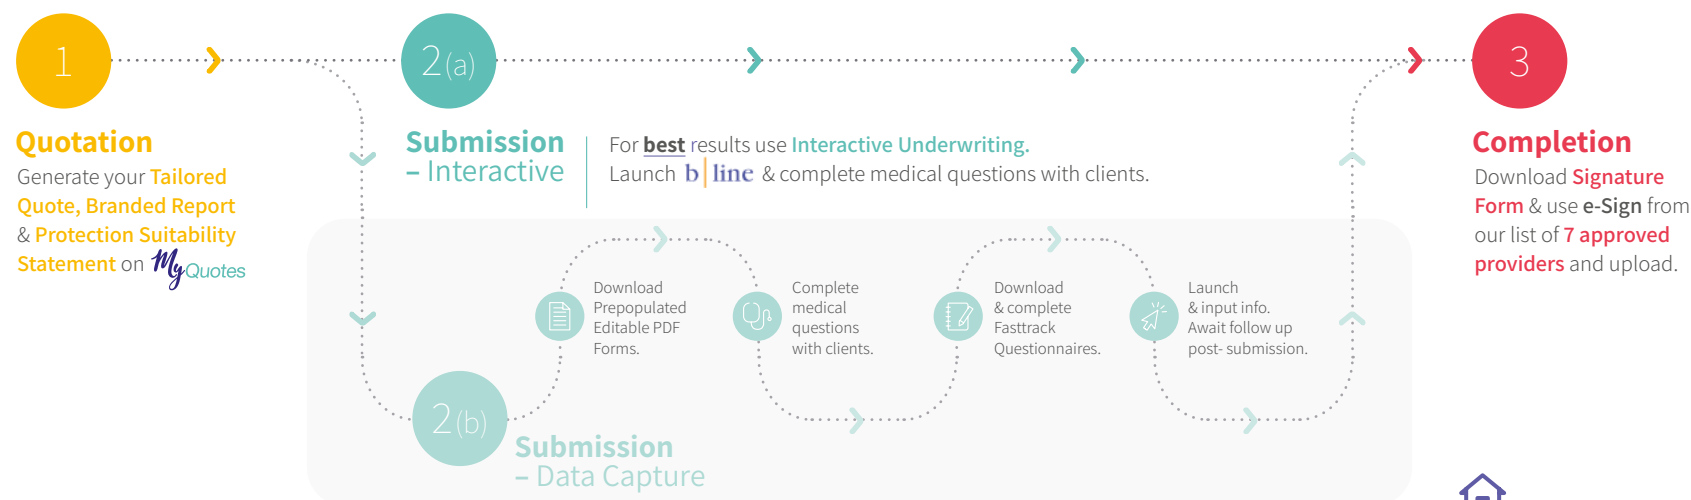 1
Quotation
Generate your Tailored
Quote, Branded Report
& Protection Suitability
Statement on MyQuotes
2(a)
Submission
– Interactive
For best results use Interactive Underwriting.
Launch b line & complete medical questions with clients.
2(b)
Submission
– Data Capture
Download
Prepopulated
Editable PDF
Forms.
Complete
medical
questions
with clients.
Download
& complete
Fasttrack
Questionnaires.
Launch
& input info.
Await follow up
post- submission.
3
Completion
Download Signature
Form & use e-Sign from
our list of 7 approved
providers and upload.